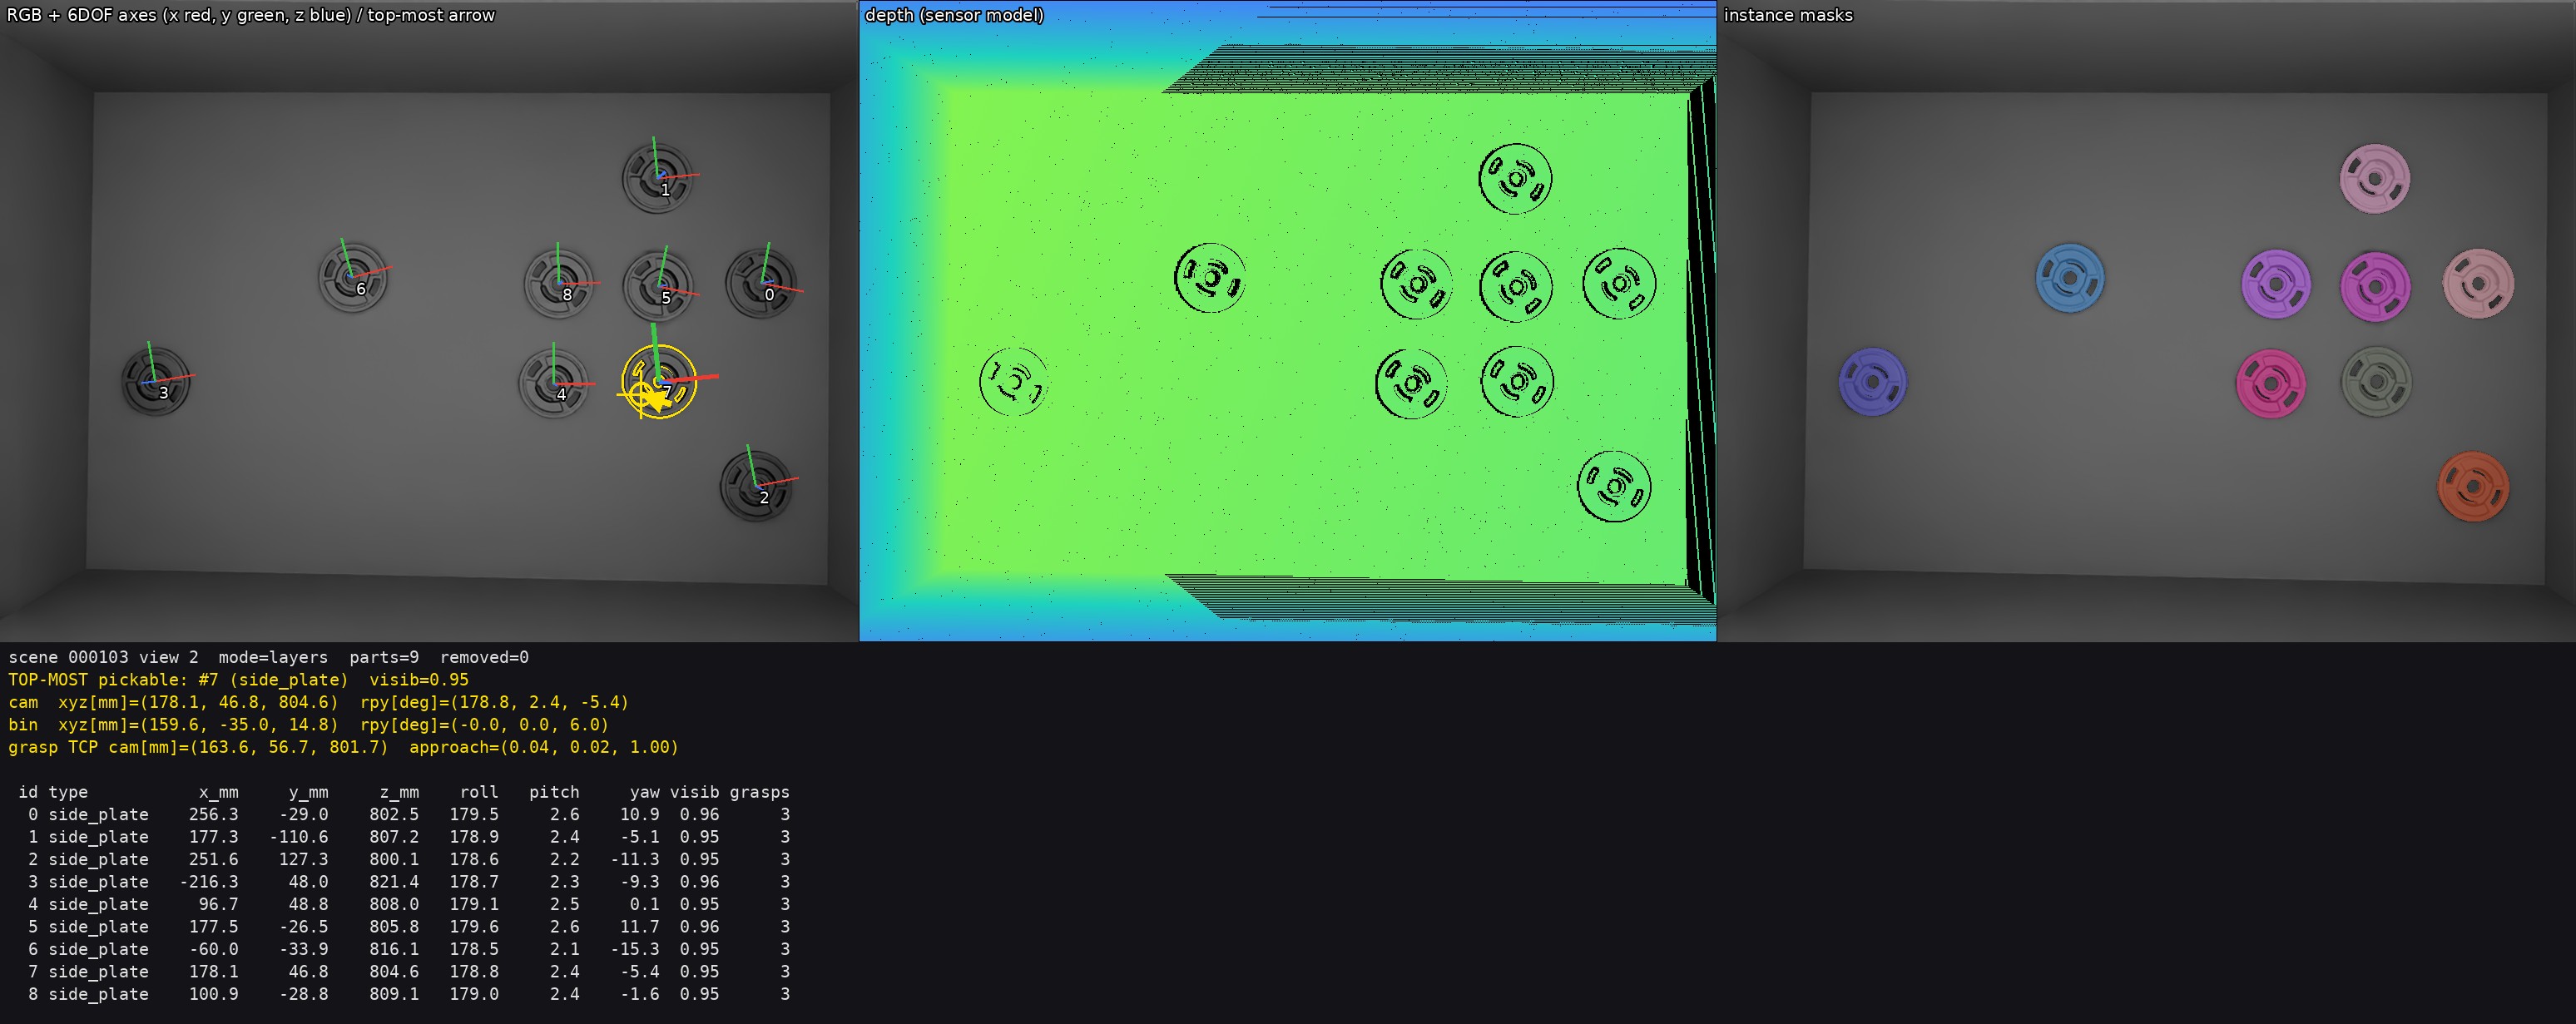 RGB + 6DOF axes (x red, y green, z blue) / top-most arrow
depth (sensor model)
instance masks
1
6
8
5
0
3
4
7
2
scene 000103 view 2  mode=layers  parts=9  removed=0
TOP-MOST pickable: #7 (side_plate)  visib=0.95
cam  xyz[mm]=(178.1, 46.8, 804.6)  rpy[deg]=(178.8, 2.4, -5.4)
bin  xyz[mm]=(159.6, -35.0, 14.8)  rpy[deg]=(-0.0, 0.0, 6.0)
grasp TCP cam[mm]=(163.6, 56.7, 801.7)  approach=(0.04, 0.02, 1.00)
id type x_mm y_mm z_mm roll pitch yaw visib grasps
0 side_plate 256.3 -29.0 802.5 179.5 2.6 10.9 0.96 3
1 side_plate 177.3 -110.6 807.2 178.9 2.4 -5.1 0.95 3
2 side_plate 251.6 127.3 800.1 178.6 2.2 -11.3 0.95 3
3 side_plate -216.3 48.0 821.4 178.7 2.3 -9.3 0.96 3
4 side_plate 96.7 48.8 808.0 179.1 2.5 0.1 0.95 3
5 side_plate 177.5 -26.5 805.8 179.6 2.6 11.7 0.96 3
6 side_plate -60.0 -33.9 816.1 178.5 2.1 -15.3 0.95 3
7 side_plate 178.1 46.8 804.6 178.8 2.4 -5.4 0.95 3
8 side_plate 100.9 -28.8 809.1 179.0 2.4 -1.6 0.95 3